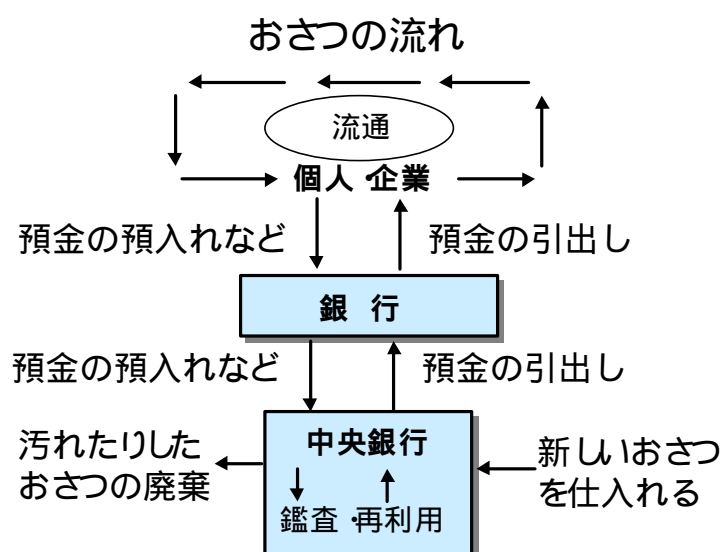 おさつの流れ
流通
個人・企業
預金の預入れなど
預金の引出し
銀 行
預金の預入れなど
預金の引出し
中央銀行
汚れたりした
おさつの廃棄
新しいおさつ
を仕入れる
鑑査・再利用